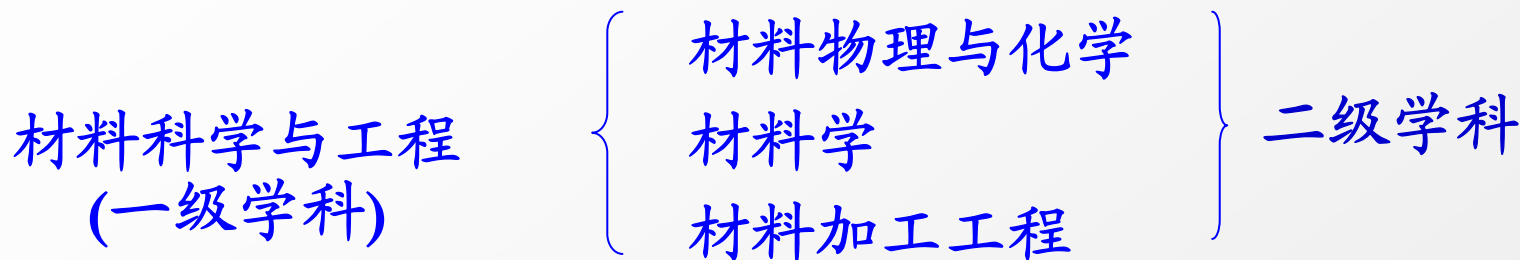 材料科学与工程
(一级学科)
材料物理与化学
材料学
材料加工工程
二级学科